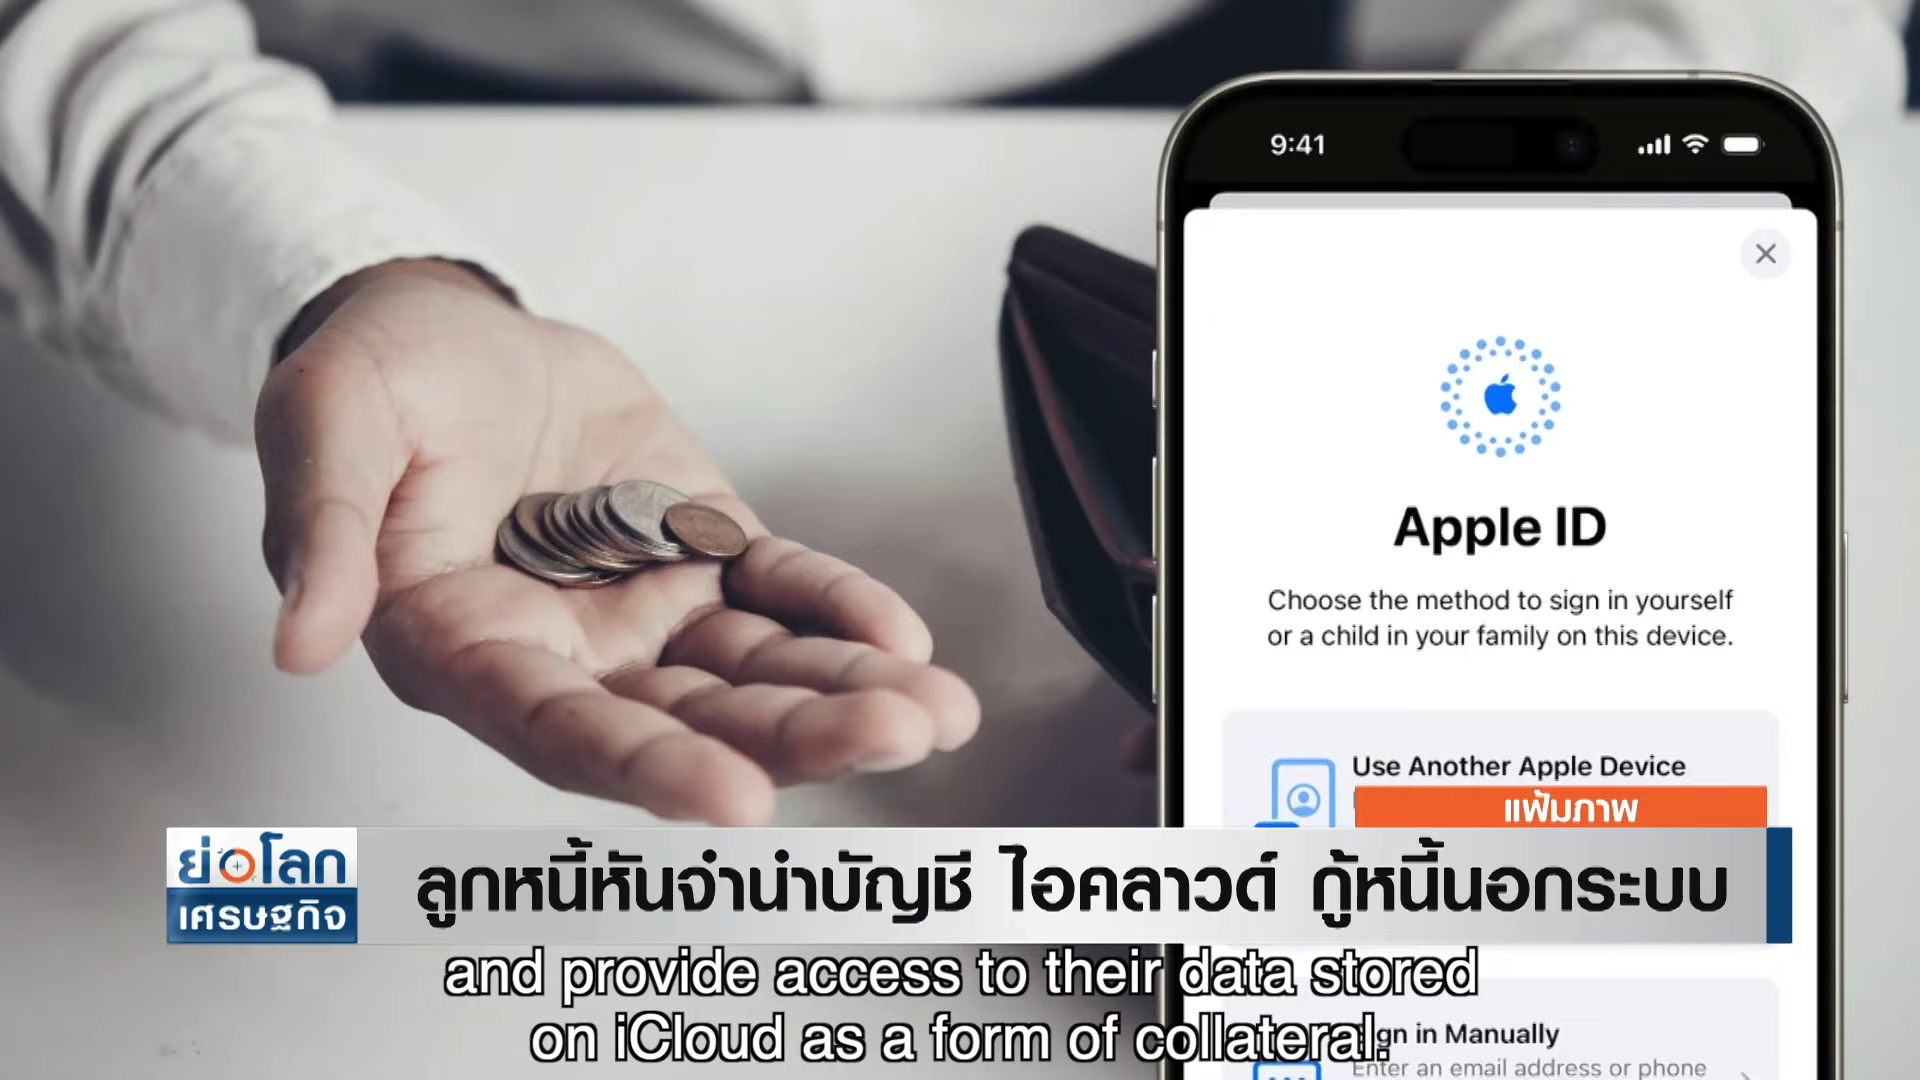 9:41
Apple ID
Choose the method to sign in yourself
or a child in your family on this device.
Use Another Apple Device
แฟ้มภาพ
ย่อโลก
เศรษฐกิจ
ลูกหนี้หันจำนำบัญชี ไอคลาวด์ กู้หนี้นอกระบบ
and provide access to their data stored
on iCloud as a form of collateral.
gn in Manually
Enter an email address or phone